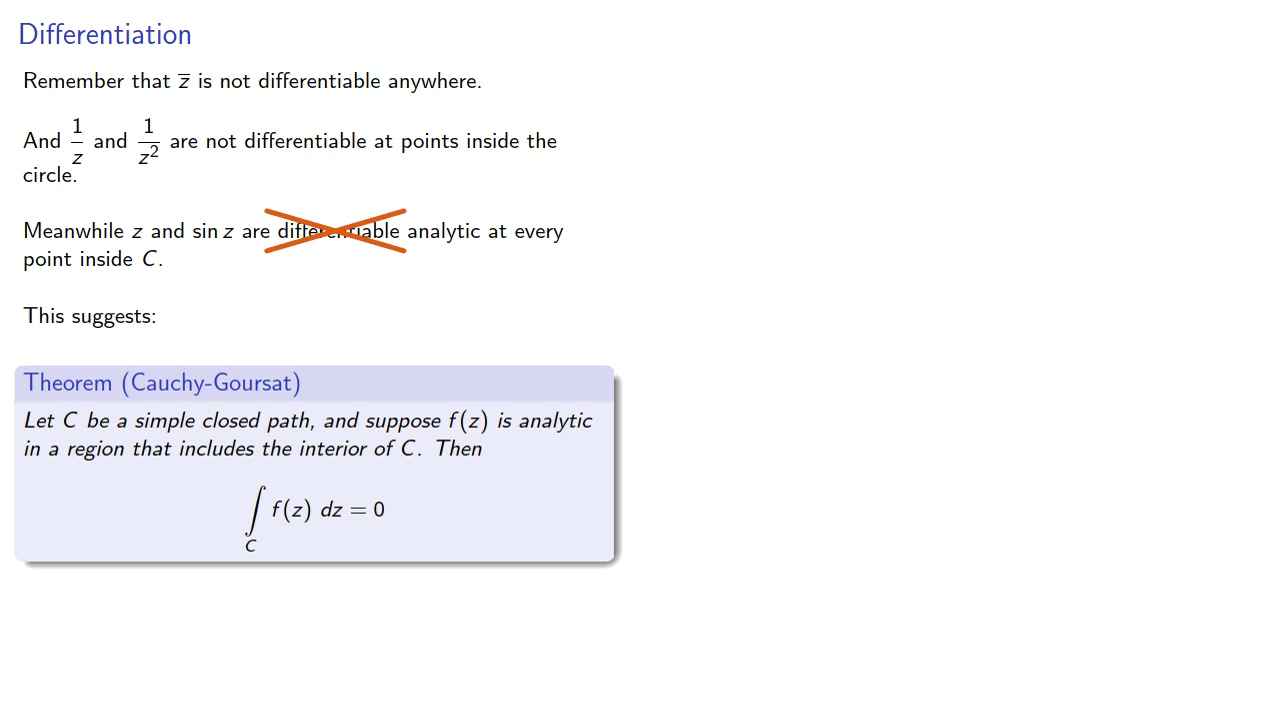 Differentiation
Remember that z̅ is not differentiable anywhere.
And 1/z and 1/z² are not differentiable at points inside the
circle.
Meanwhile z and sin z are differentiable analytic at every
point inside C.
This suggests:
Theorem (Cauchy-Goursat)
Let C be a simple closed path, and suppose f(z) is analytic
in a region that includes the interior of C. Then
∫_C f(z) dz = 0